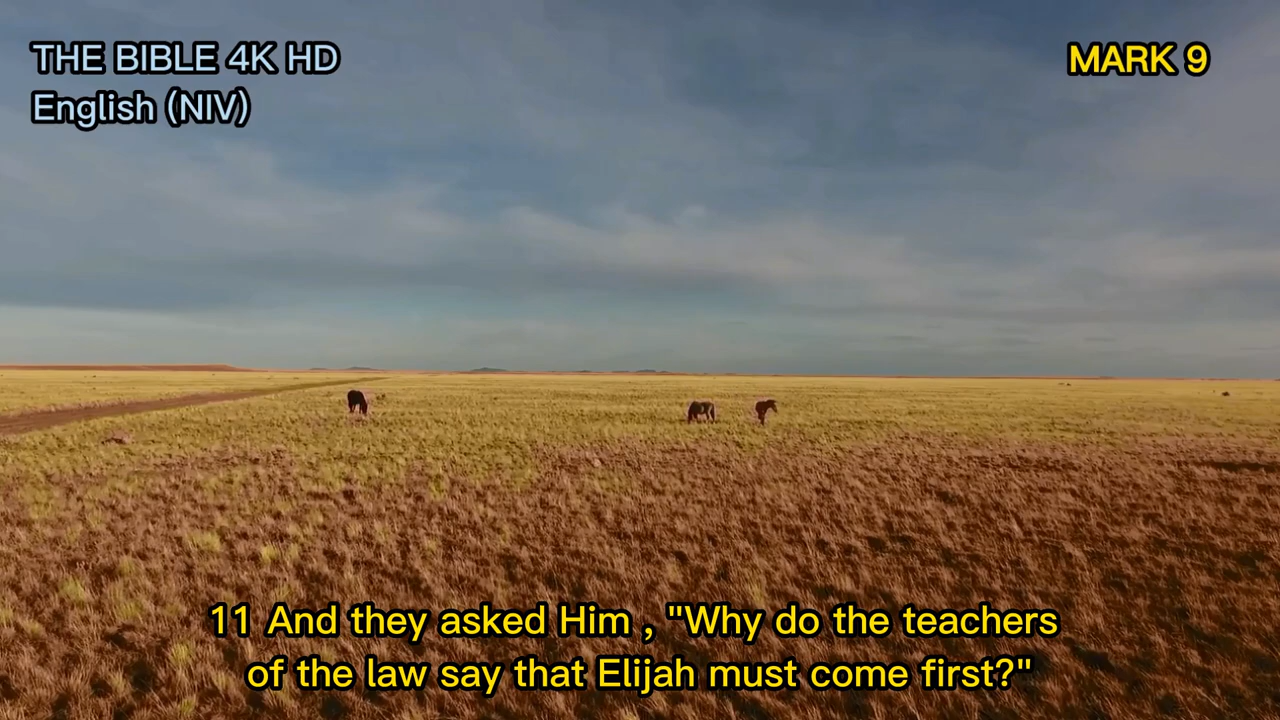 THE BIBLE 4K HD
English (NIV)
MARK 9
11 And they asked Him , "Why do the teachers
of the law say that Elijah must come first?"